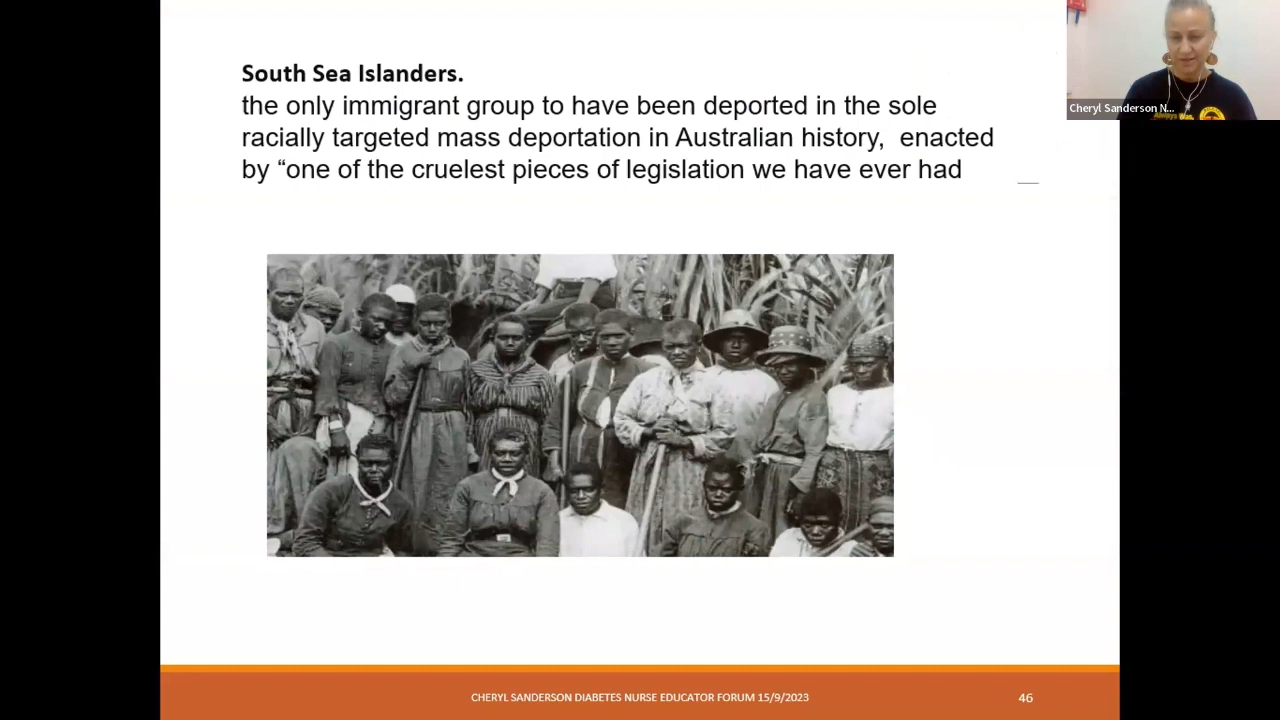 South Sea Islanders.
the only immigrant group to have been deported in the sole
racially targeted mass deportation in Australian history,  enacted
by “one of the cruelest pieces of legislation we have ever had
Cheryl Sanderson N...
Always Was,
CHERYL SANDERSON DIABETES NURSE EDUCATOR FORUM 15/9/2023
46